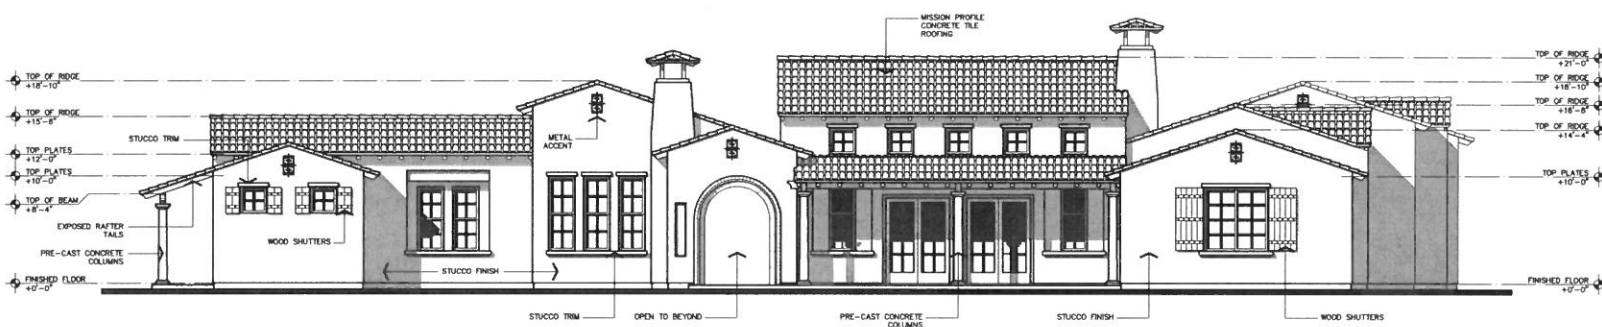 MISSION PROFILE
CONCRETE TILE
ROOFING
TOP OF RIDGE
+18'-10"
TOP OF RIDGE
+15'-8"
STUCCO TRIM
TOP PLATES
+12'-0"
TOP PLATES
+10'-0"
TOP OF BEAM
+8'-4"
EXPOSED RAFTER
TAILS
PRE-CAST CONCRETE
COLUMNS
FINISHED FLOOR
+0'-0"
WOOD SHUTTERS
STUCCO FINISH
METAL
ACCENT
STUCCO TRIM
OPEN TO BEYOND
PRE-CAST CONCRETE
COLUMNS
STUCCO FINISH
WOOD SHUTTERS
TOP OF RIDGE
+21'-0"
TOP OF RIDGE
+18'-10"
TOP OF RIDGE
+16'-8"
TOP OF RIDGE
+14'-4"
TOP PLATES
+10'-0"
FINISHED FLOOR
+0'-0"